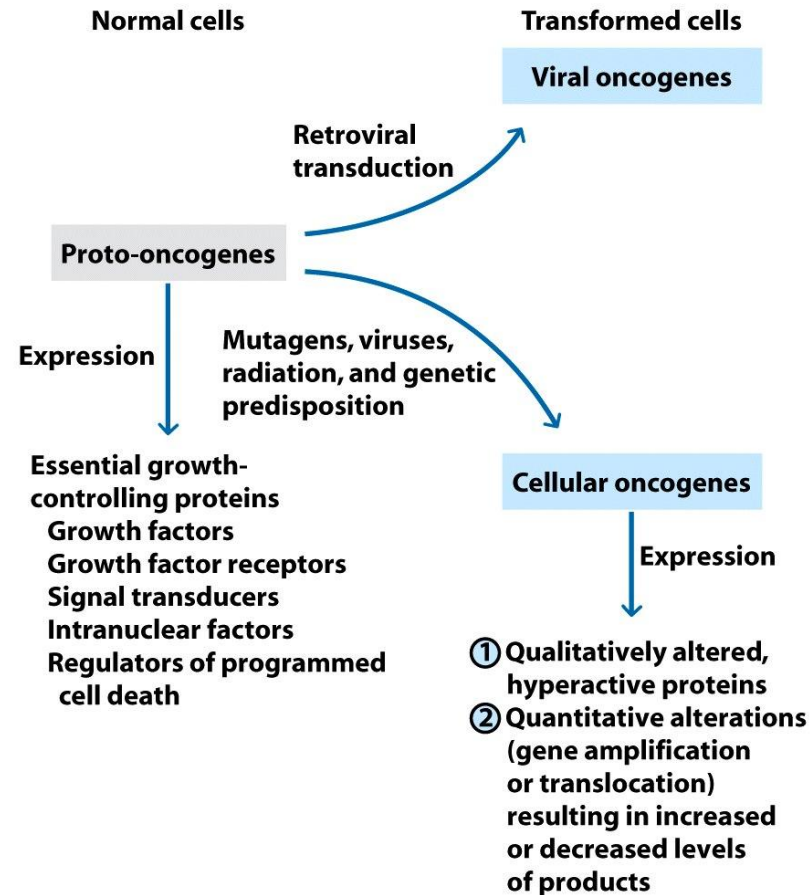 Normal cells
Transformed cells
Viral oncogenes
Retroviral
transduction
Proto-oncogenes
Expression
Mutagens, viruses,
radiation, and genetic
predisposition
Essential growth-
controlling proteins
Growth factors
Growth factor receptors
Signal transducers
Intranuclear factors
Regulators of programmed
cell death
Cellular oncogenes
Expression
1 Qualitatively altered,
hyperactive proteins
2 Quantitative alterations
(gene amplification
or translocation)
resulting in increased
or decreased levels
of products